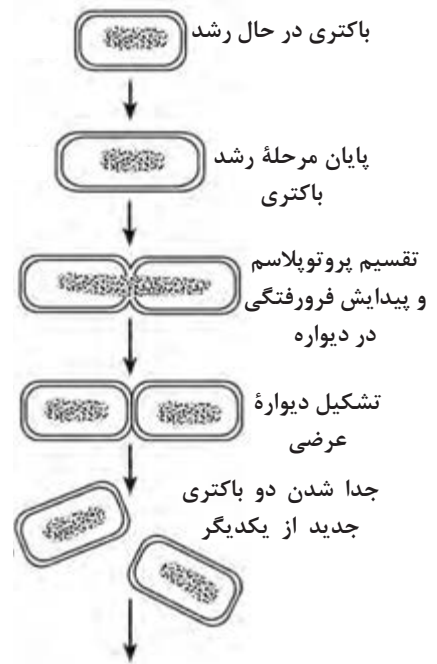 باکتری در حال رشد
پایان مرحلهٔ رشد
باکتری
تقسیم پروتوپلاسم
و پیدایش فرورفتگی
در دیواره
تشکیل دیوارهٔ
عرضی
جدا شدن دو باکتری
جدید از یکدیگر